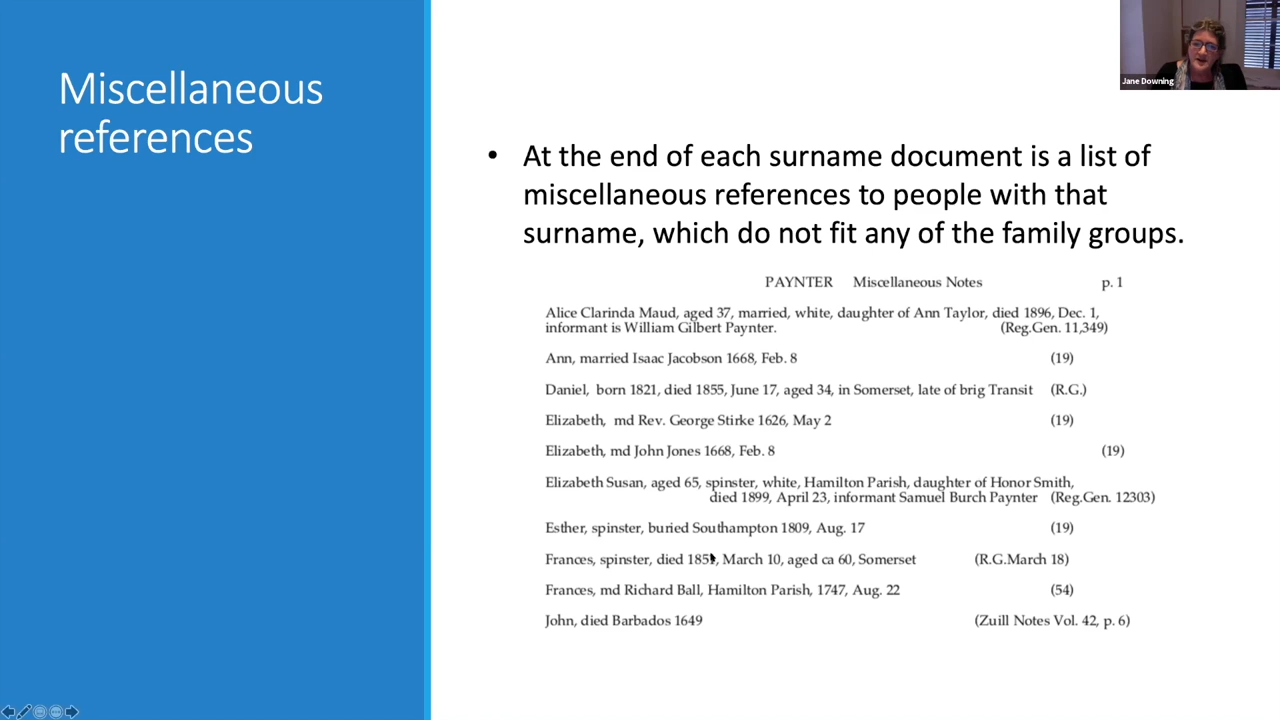 Miscellaneous
references
Jane Downing
• At the end of each surname document is a list of
miscellaneous references to people with that
surname, which do not fit any of the family groups.
PAYNTER Miscellaneous Notes p. 1
Alice Clarinda Maud, aged 37, married, white, daughter of Ann Taylor, died 1896, Dec. 1,
informant is William Gilbert Paynter. (Reg.Gen. 11,349)
Ann, married Isaac Jacobson 1668, Feb. 8 (19)
Daniel, born 1821, died 1855, June 17, aged 34, in Somerset, late of brig Transit (R.G.)
Elizabeth, md Rev. George Stirke 1626, May 2 (19)
Elizabeth, md John Jones 1668, Feb. 8 (19)
Elizabeth Susan, aged 65, spinster, white, Hamilton Parish, daughter of Honor Smith,
died 1899, April 23, informant Samuel Burch Paynter (Reg.Gen. 12303)
Esther, spinster, buried Southampton 1809, Aug. 17 (19)
Frances, spinster, died March 10, aged ca 60, Somerset (R.G.March 18)
Frances, md Richard Ball, Hamilton Parish, 1747, Aug. 22 (54)
John, died Barbados 1649 (Zuill Notes Vol. 42, p. 6)